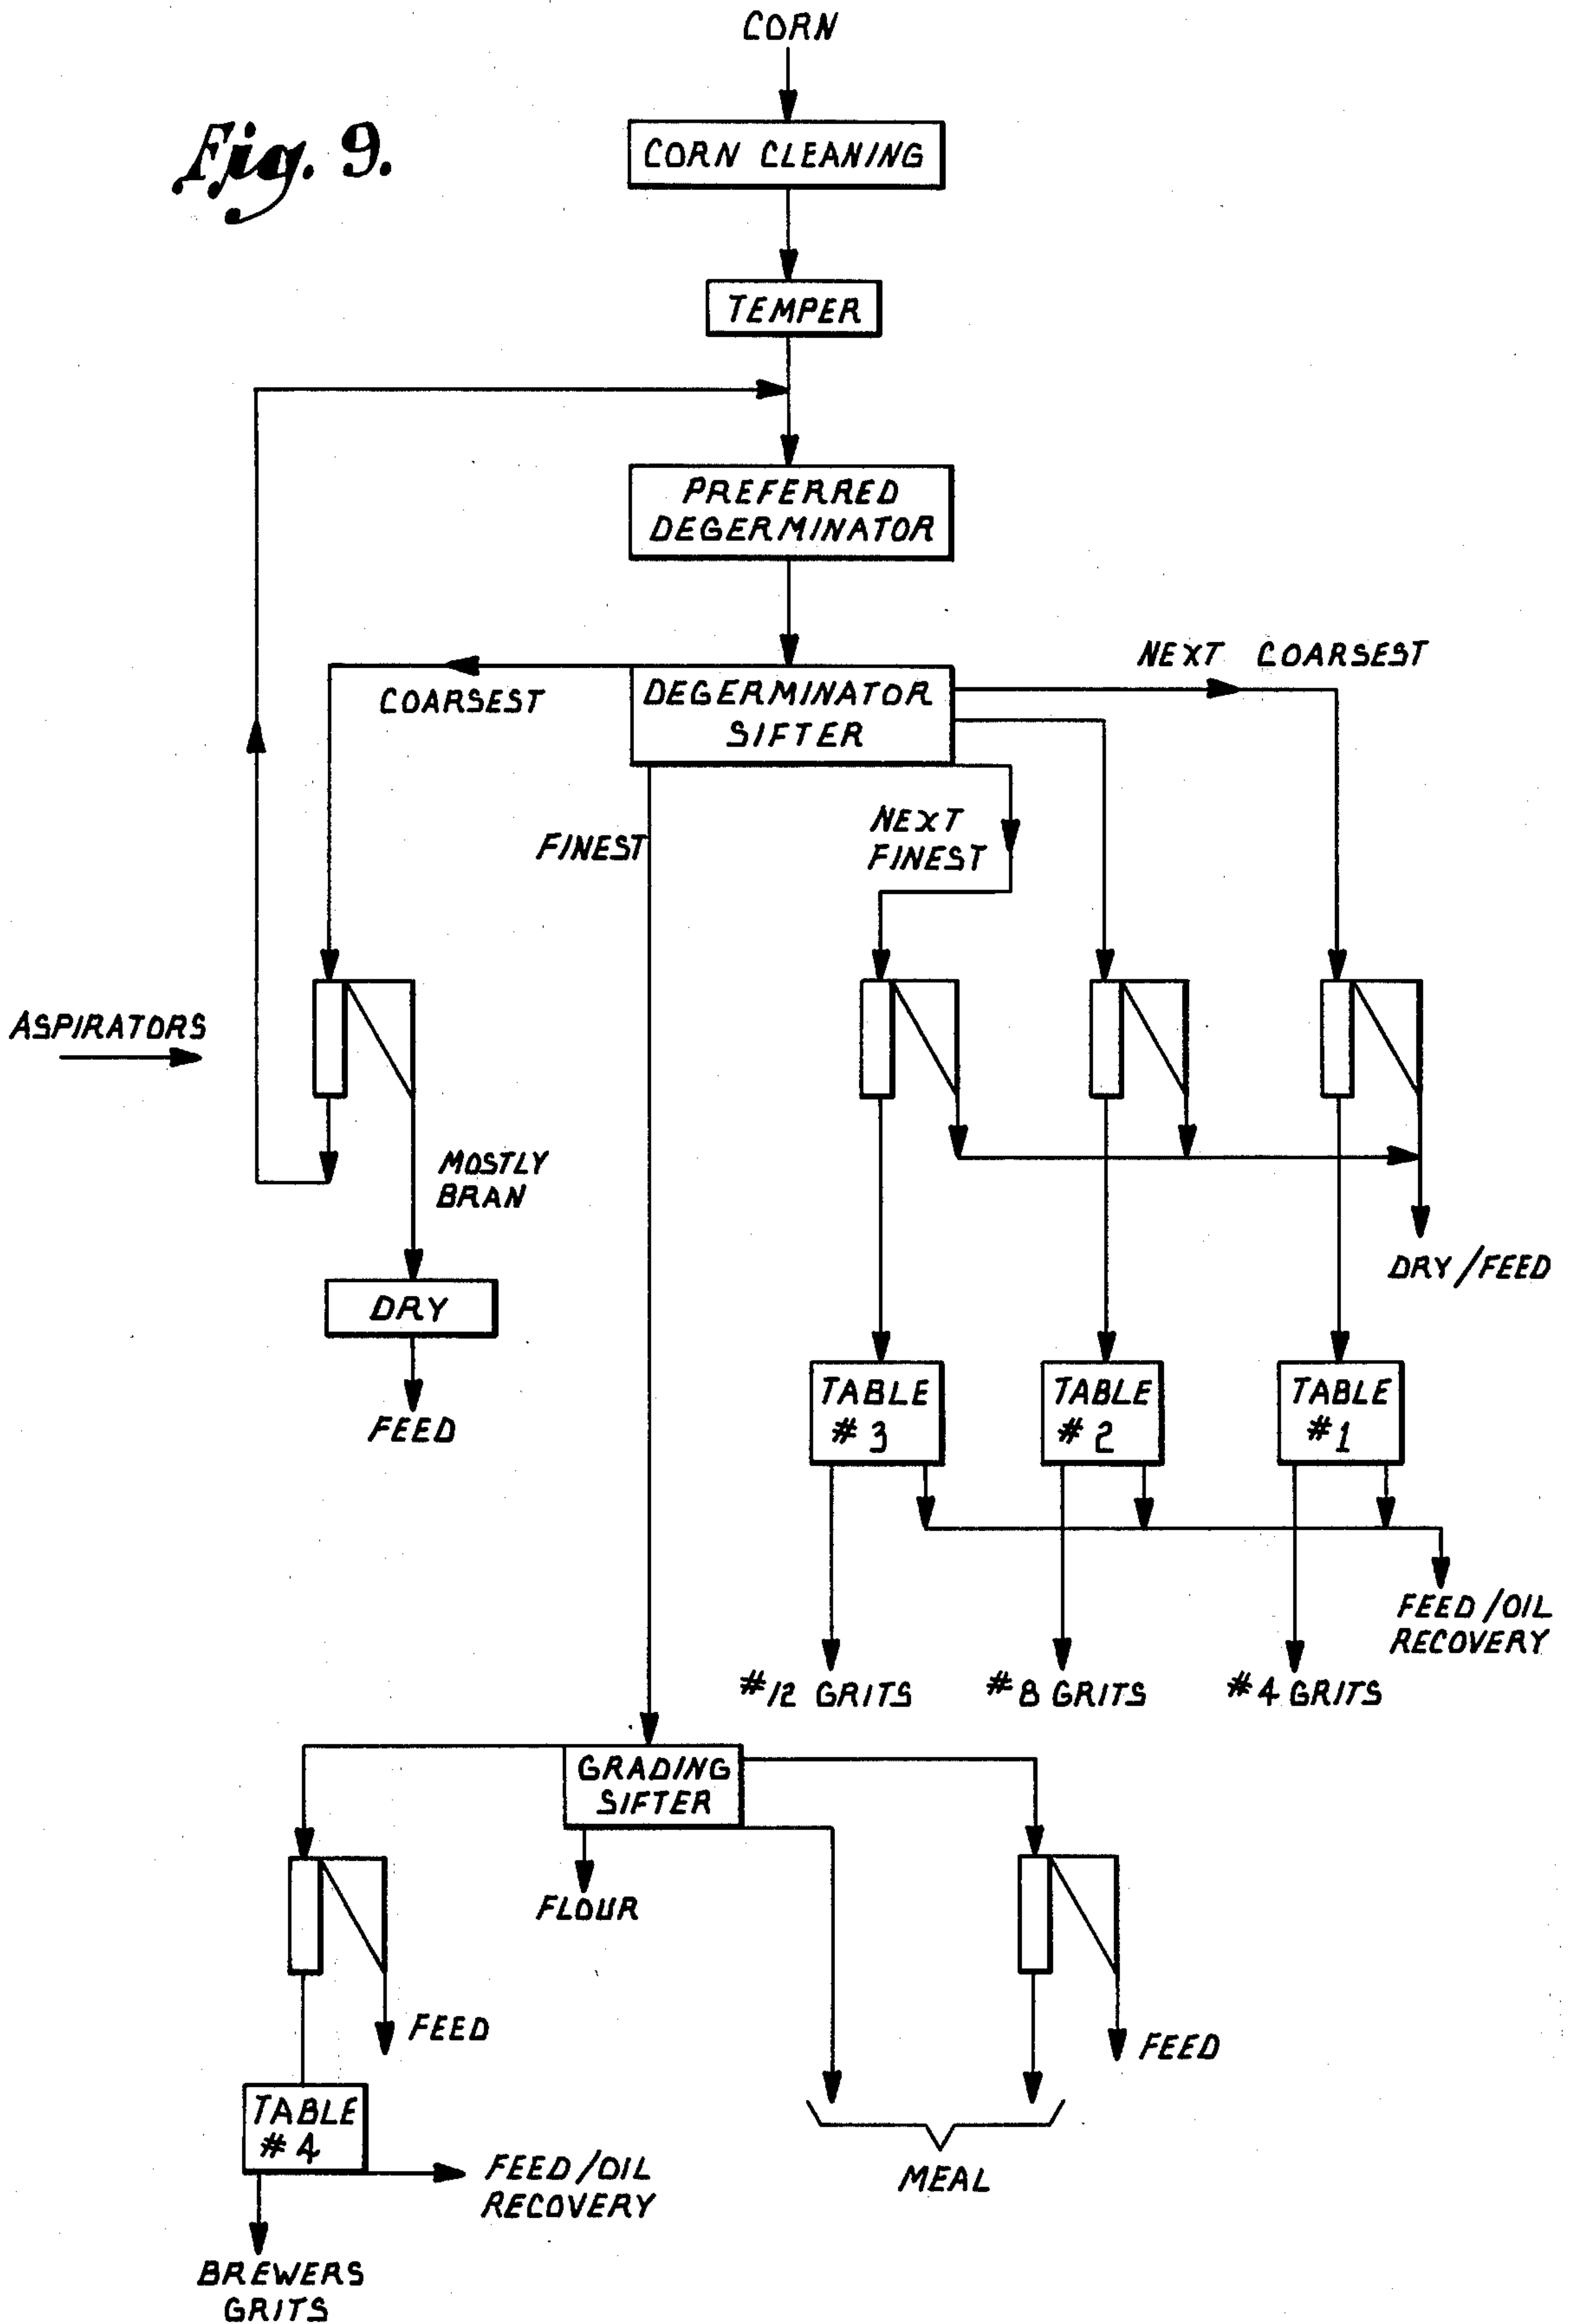 CORN
Fig. 9.
CORN CLEANING
TEMPER
PREFERRED
DEGERMINATOR
NEXT COARSEST
COARSEST
DEGERMINATOR
SIFTER
FINEST
NEXT
FINEST
ASPIRATORS
MOSTLY
BRAN
DRY/FEED
DRY
FEED
TABLE
#3
TABLE
#2
TABLE
#1
FEED/OIL
RECOVERY
#12 GRITS
#8 GRITS
#4 GRITS
GRADING
SIFTER
FLOUR
FEED
FEED
TABLE
#4
FEED/OIL
RECOVERY
MEAL
BREWERS
GRITS